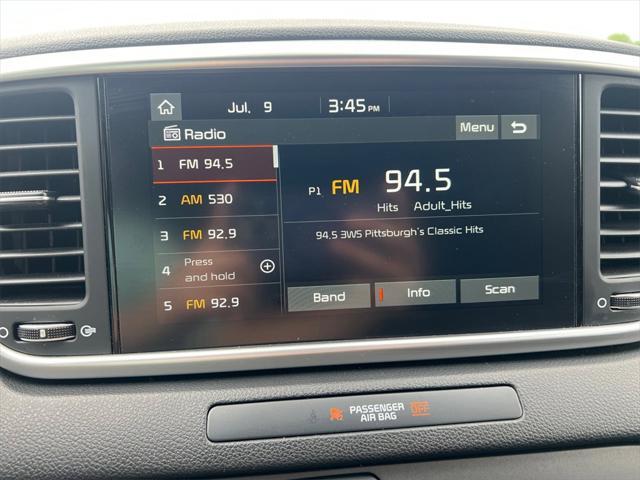 Jul. 9 3:45 PM
Radio Menu
1 FM 94.5
2 AM 530
3 FM 92.9
4 Press and hold
5 FM 92.9
P1 FM 94.5
Hits Adult_Hits
94.5 3WS Pittsburgh's Classic Hits
Band Info Scan
PASSENGER AIR BAG OFF